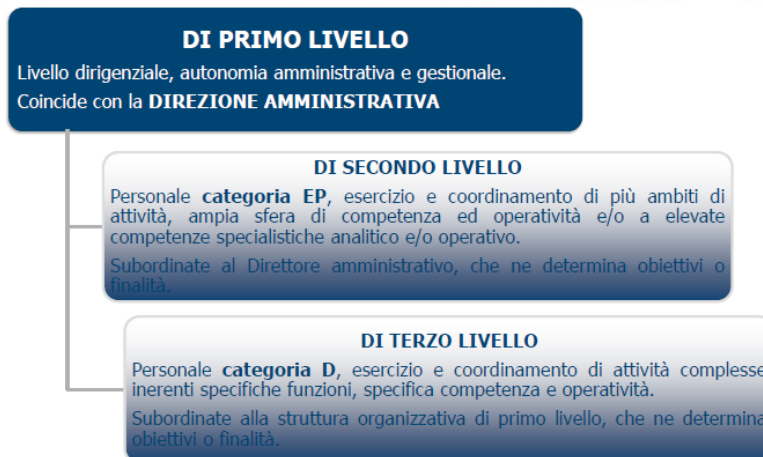 DI PRIMO LIVELLO
Livello dirigenziale, autonomia amministrativa e gestionale.
Coincide con la DIREZIONE AMMINISTRATIVA
DI SECONDO LIVELLO
Personale categoria EP, esercizio e coordinamento di più ambiti di
attività, ampia sfera di competenza ed operatività e/o a elevate
competenze specialistiche analitico e/o operativo.
Subordinate al Direttore amministrativo, che ne determina obiettivi o
finalità.
DI TERZO LIVELLO
Personale categoria D, esercizio e coordinamento di attività complesse
inerenti specifiche funzioni, specifica competenza e operatività.
Subordinate alla struttura organizzativa di primo livello, che ne determina
obiettivi o finalità.